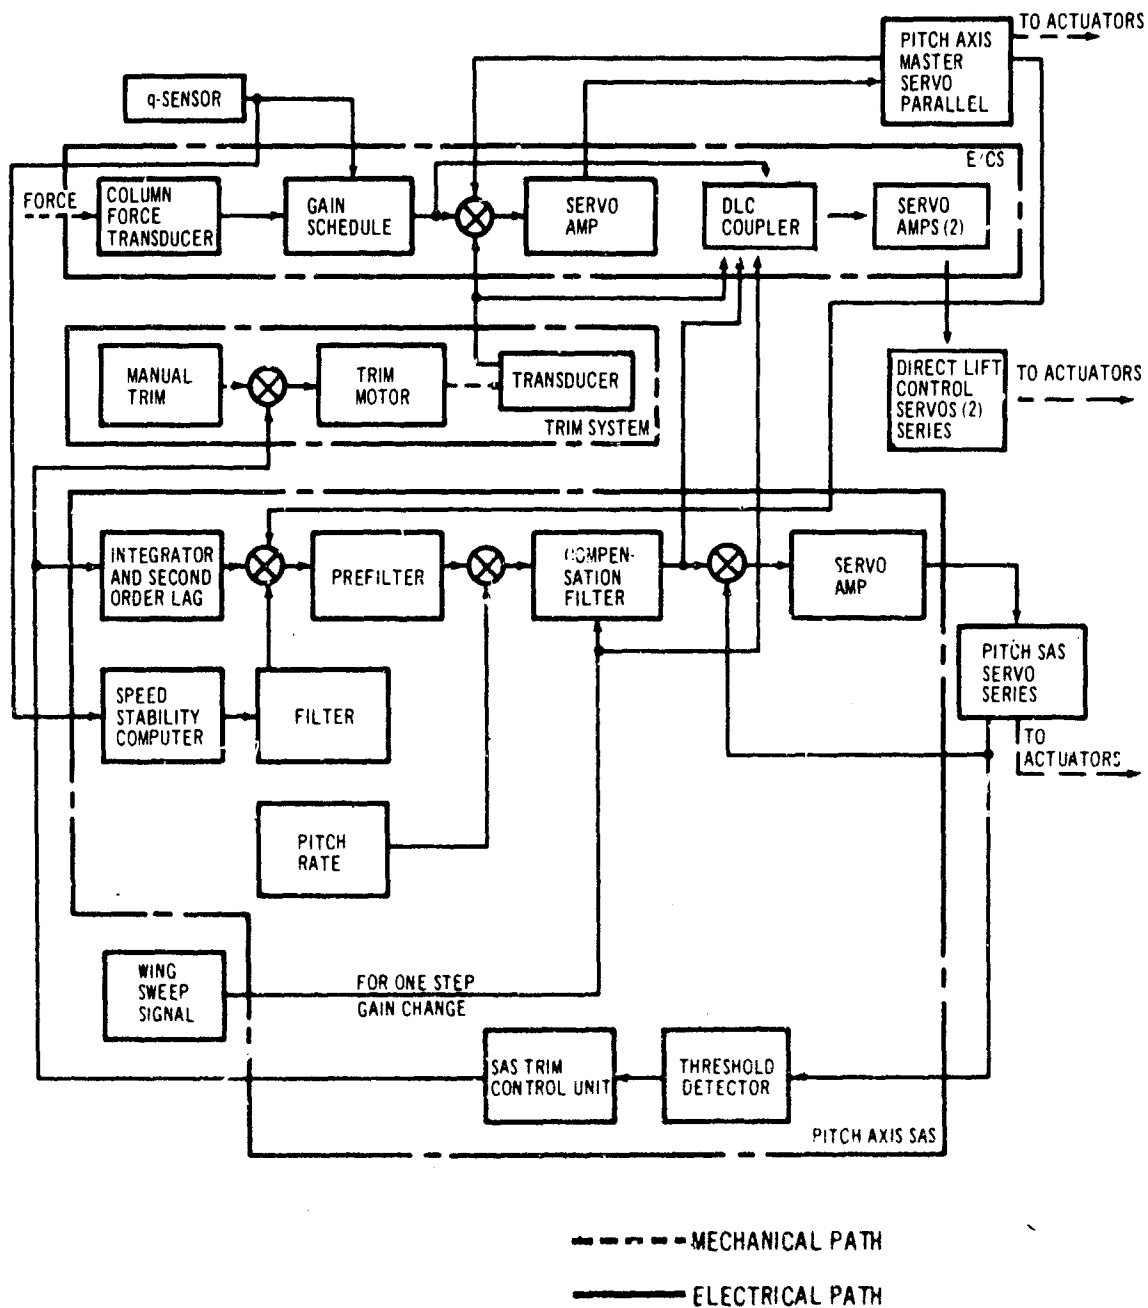 TO ACTUATORS
PITCH AXIS
MASTER
SERVO
PARALLEL
q-SENSOR
E/CS
FORCE
COLUMN
FORCE
TRANSDUCER
GAIN
SCHEDULE
SERVO
AMP
DLC
COUPLER
SERVO
AMPS (2)
MANUAL
TRIM
TRIM
MOTOR
TRANSDUCER
TRIM SYSTEM
DIRECT LIFT
CONTROL
SERVOS (2)
SERIES
TO ACTUATORS
INTEGRATOR
AND SECOND
ORDER LAG
PREFILTER
COMPEN-
SATION
FILTER
SERVO
AMP
SPEED
STABILITY
COMPUTER
FILTER
PITCH SAS
SERVO
SERIES
TO
ACTUATORS
PITCH
RATE
WING
SWEEP
SIGNAL
FOR ONE STEP
GAIN CHANGE
SAS TRIM
CONTROL UNIT
THRESHOLD
DETECTOR
PITCH AXIS SAS
MECHANICAL PATH
ELECTRICAL PATH